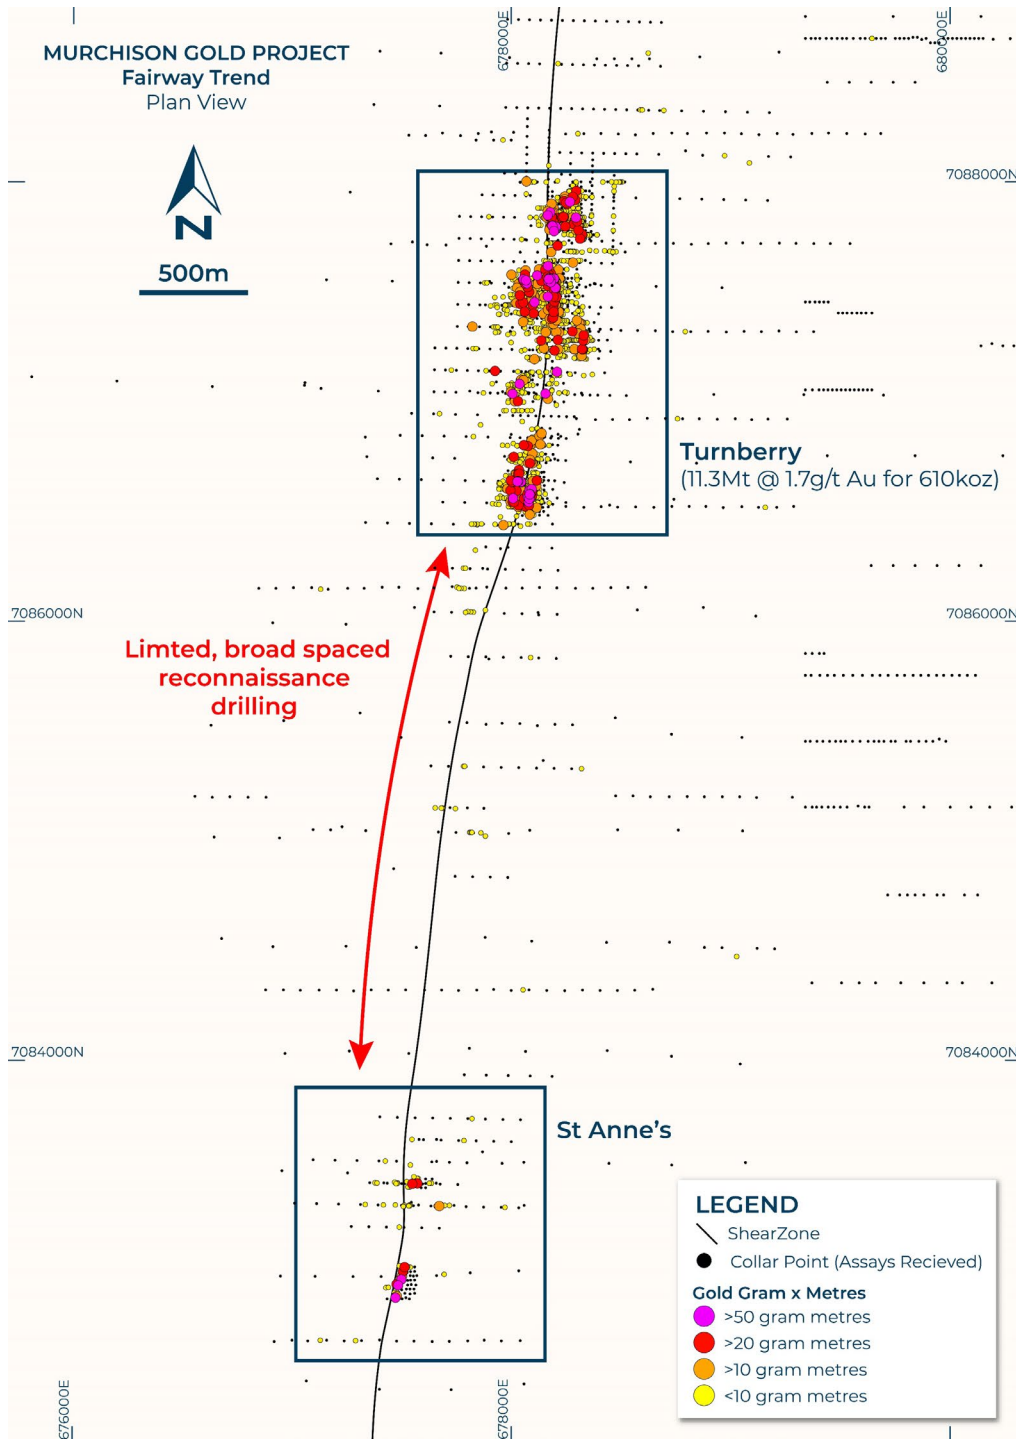 MURCHISON GOLD PROJECT
Fairway Trend
Plan View
N
500m
678000E
680000E
7088000N
Turnberry
(11.3Mt @ 1.7g/t Au for 610koz)
7086000N
7086000N
Limted, broad spaced
reconnaissance
drilling
7084000N
7084000N
St Anne's
LEGEND
ShearZone
Collar Point (Assays Recieved)
Gold Gram x Metres
>50 gram metres
>20 gram metres
>10 gram metres
<10 gram metres
676000E
678000E